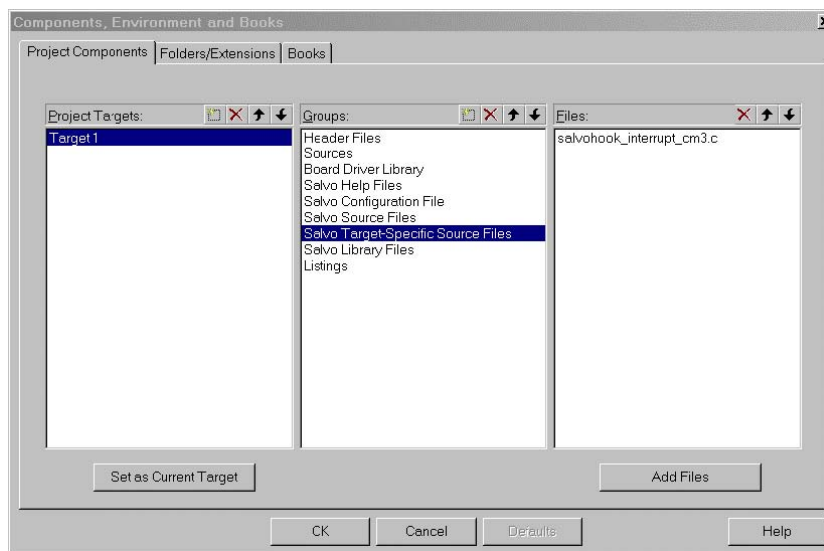 Components, Environment and Books
Project Components
Folders/Extensions
Books
Project Targets:
Groups:
Files:
Target 1
Header Files
Sources
Board Driver Library
Salvo Help Files
Salvo Configuration File
Salvo Source Files
Salvo Target-Specific Source Files
Salvo Library Files
Listings
salvohook_interrupt_cm3.c
Set as Current Target
Add Files
OK
Cancel
Defaults
Help